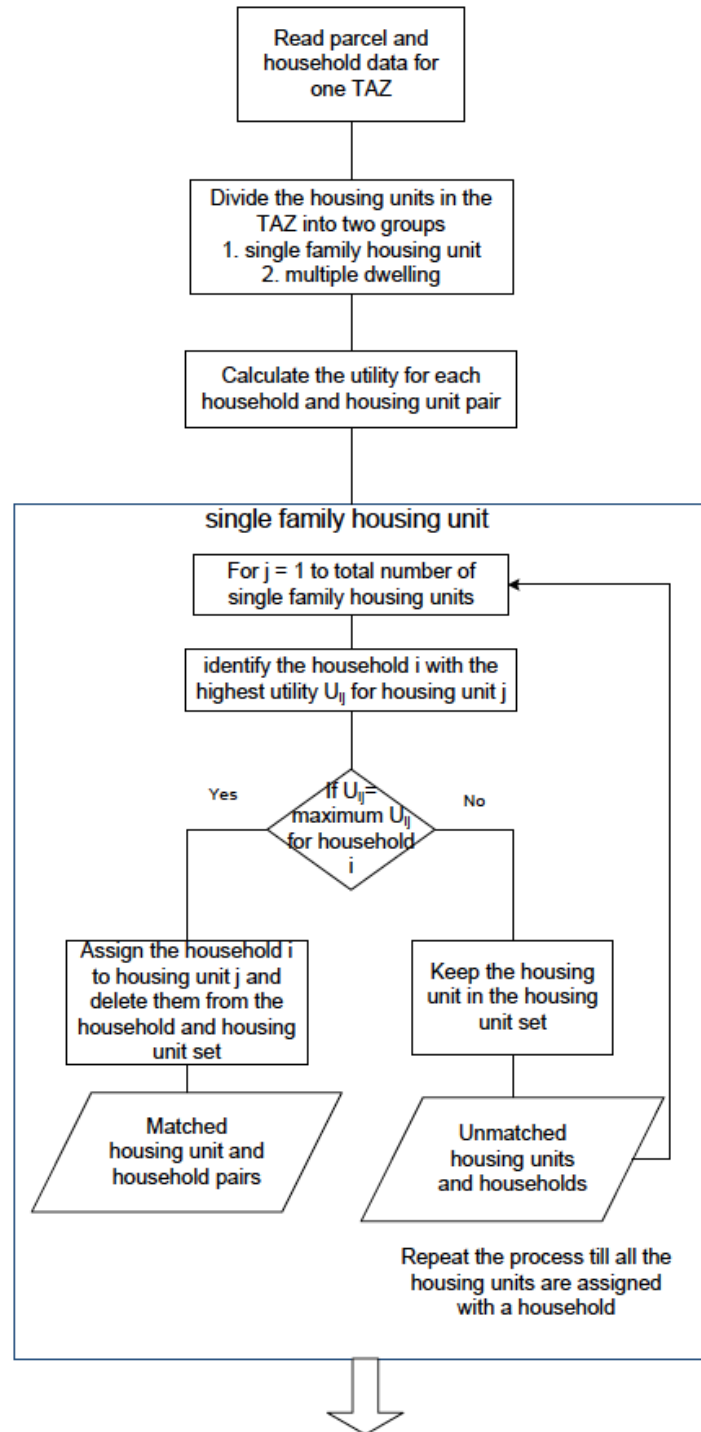 Read parcel and
household data for
one TAZ
Divide the housing units in the
TAZ into two groups
1. single family housing unit
2. multiple dwelling
Calculate the utility for each
household and housing unit pair
single family housing unit
For j = 1 to total number of
single family housing units
identify the household i with the
highest utility U_Ij for housing unit j
Yes
If U_Ij=
maximum U_Ij
for household
i
No
Assign the household i
to housing unit j and
delete them from the
household and housing
unit set
Keep the housing
unit in the housing
unit set
Matched
housing unit and
household pairs
Unmatched
housing units
and households
Repeat the process till all the
housing units are assigned
with a household